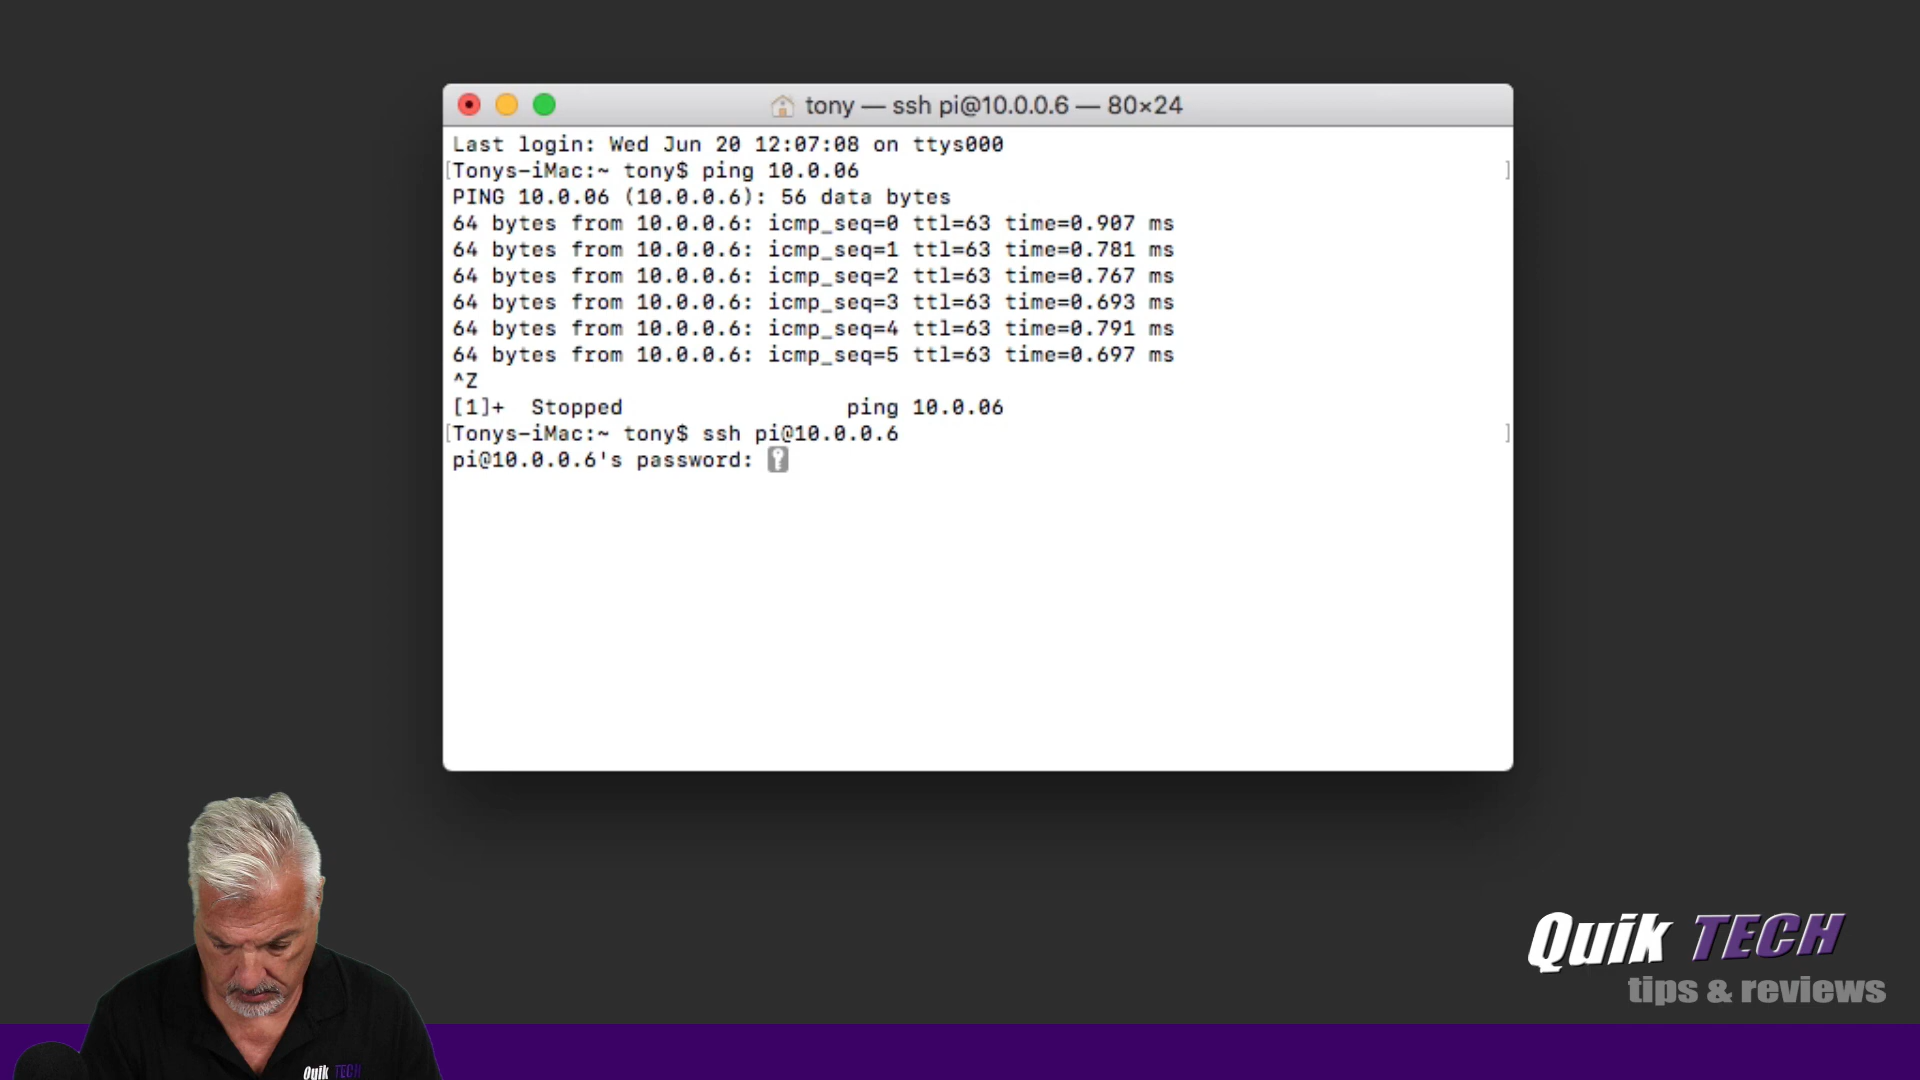 tony — ssh pi@10.0.0.6 — 80×24
Last login: Wed Jun 20 12:07:08 on ttys000
[Tonys-iMac:~ tony$ ping 10.0.06 ]
PING 10.0.06 (10.0.0.6): 56 data bytes
64 bytes from 10.0.0.6: icmp_seq=0 ttl=63 time=0.907 ms
64 bytes from 10.0.0.6: icmp_seq=1 ttl=63 time=0.781 ms
64 bytes from 10.0.0.6: icmp_seq=2 ttl=63 time=0.767 ms
64 bytes from 10.0.0.6: icmp_seq=3 ttl=63 time=0.693 ms
64 bytes from 10.0.0.6: icmp_seq=4 ttl=63 time=0.791 ms
64 bytes from 10.0.0.6: icmp_seq=5 ttl=63 time=0.697 ms
^Z
[1]+  Stopped                 ping 10.0.06
[Tonys-iMac:~ tony$ ssh pi@10.0.0.6 ]
pi@10.0.0.6's password:
Quik TECH
tips & reviews
Quik TECH